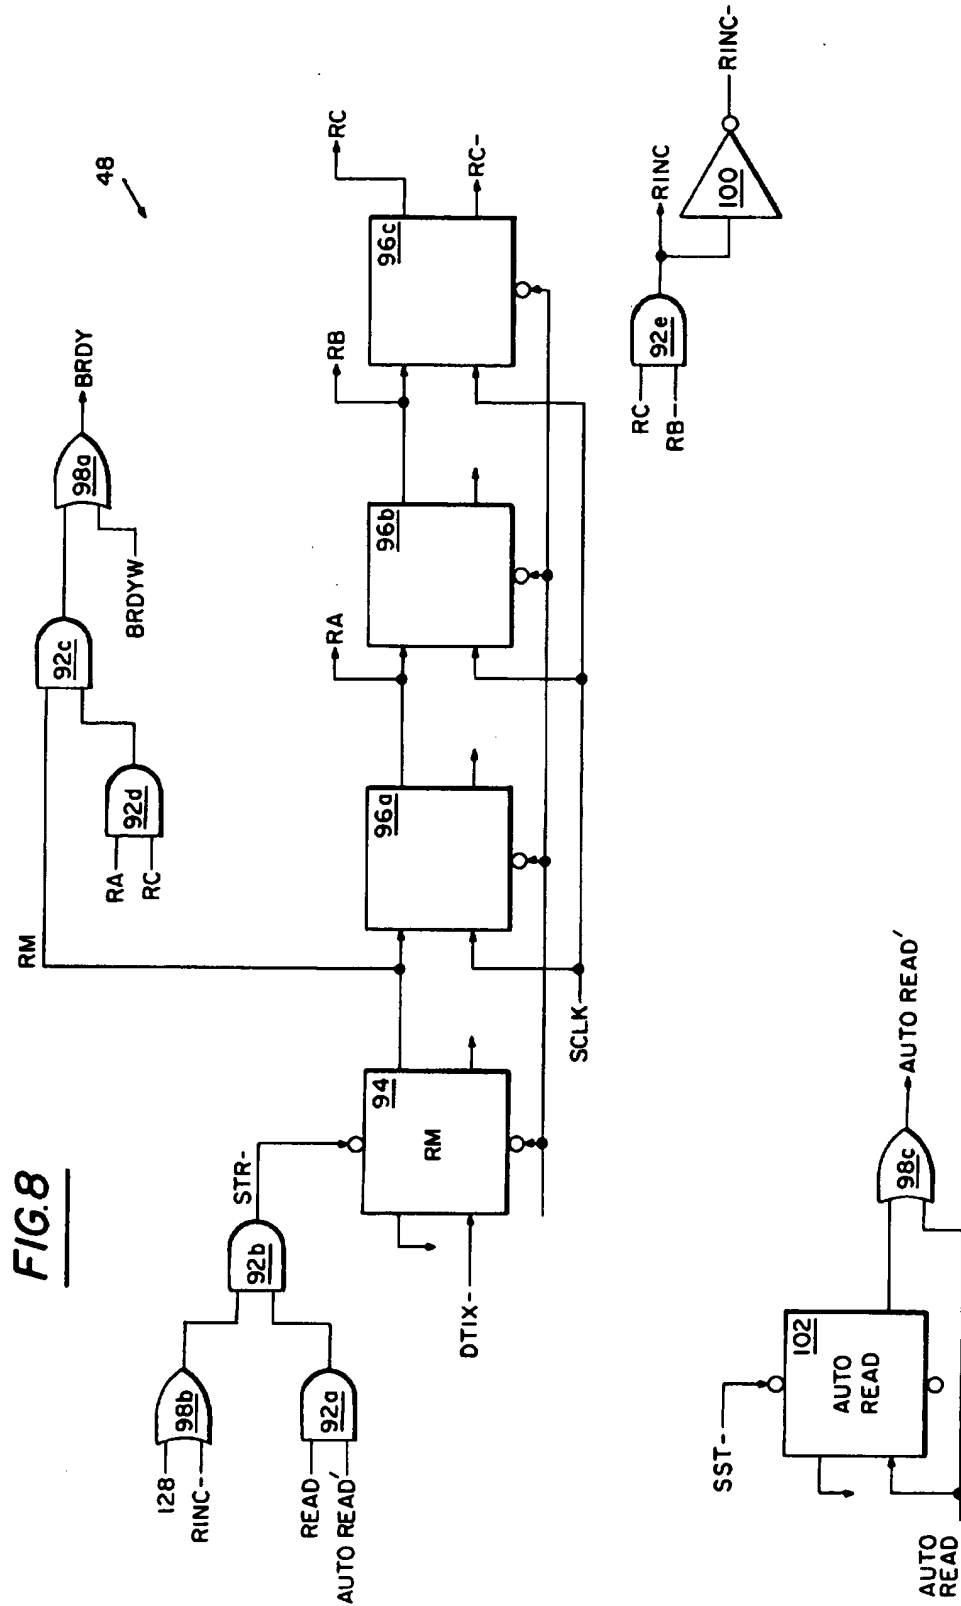 FIG.8
48
128
RINC-
98b
READ
AUTO READ'
92a
92b
STR-
DTIX-
94
RM
RM
RA
RC
92d
92c
BRDYW
98a
BRDY
SCLK
96a
RA
96b
RB
96c
RC
RC-
RC
RB-
92e
RINC
100
RINC-
SST-
AUTO
READ
102
AUTO
READ
98c
AUTO READ'